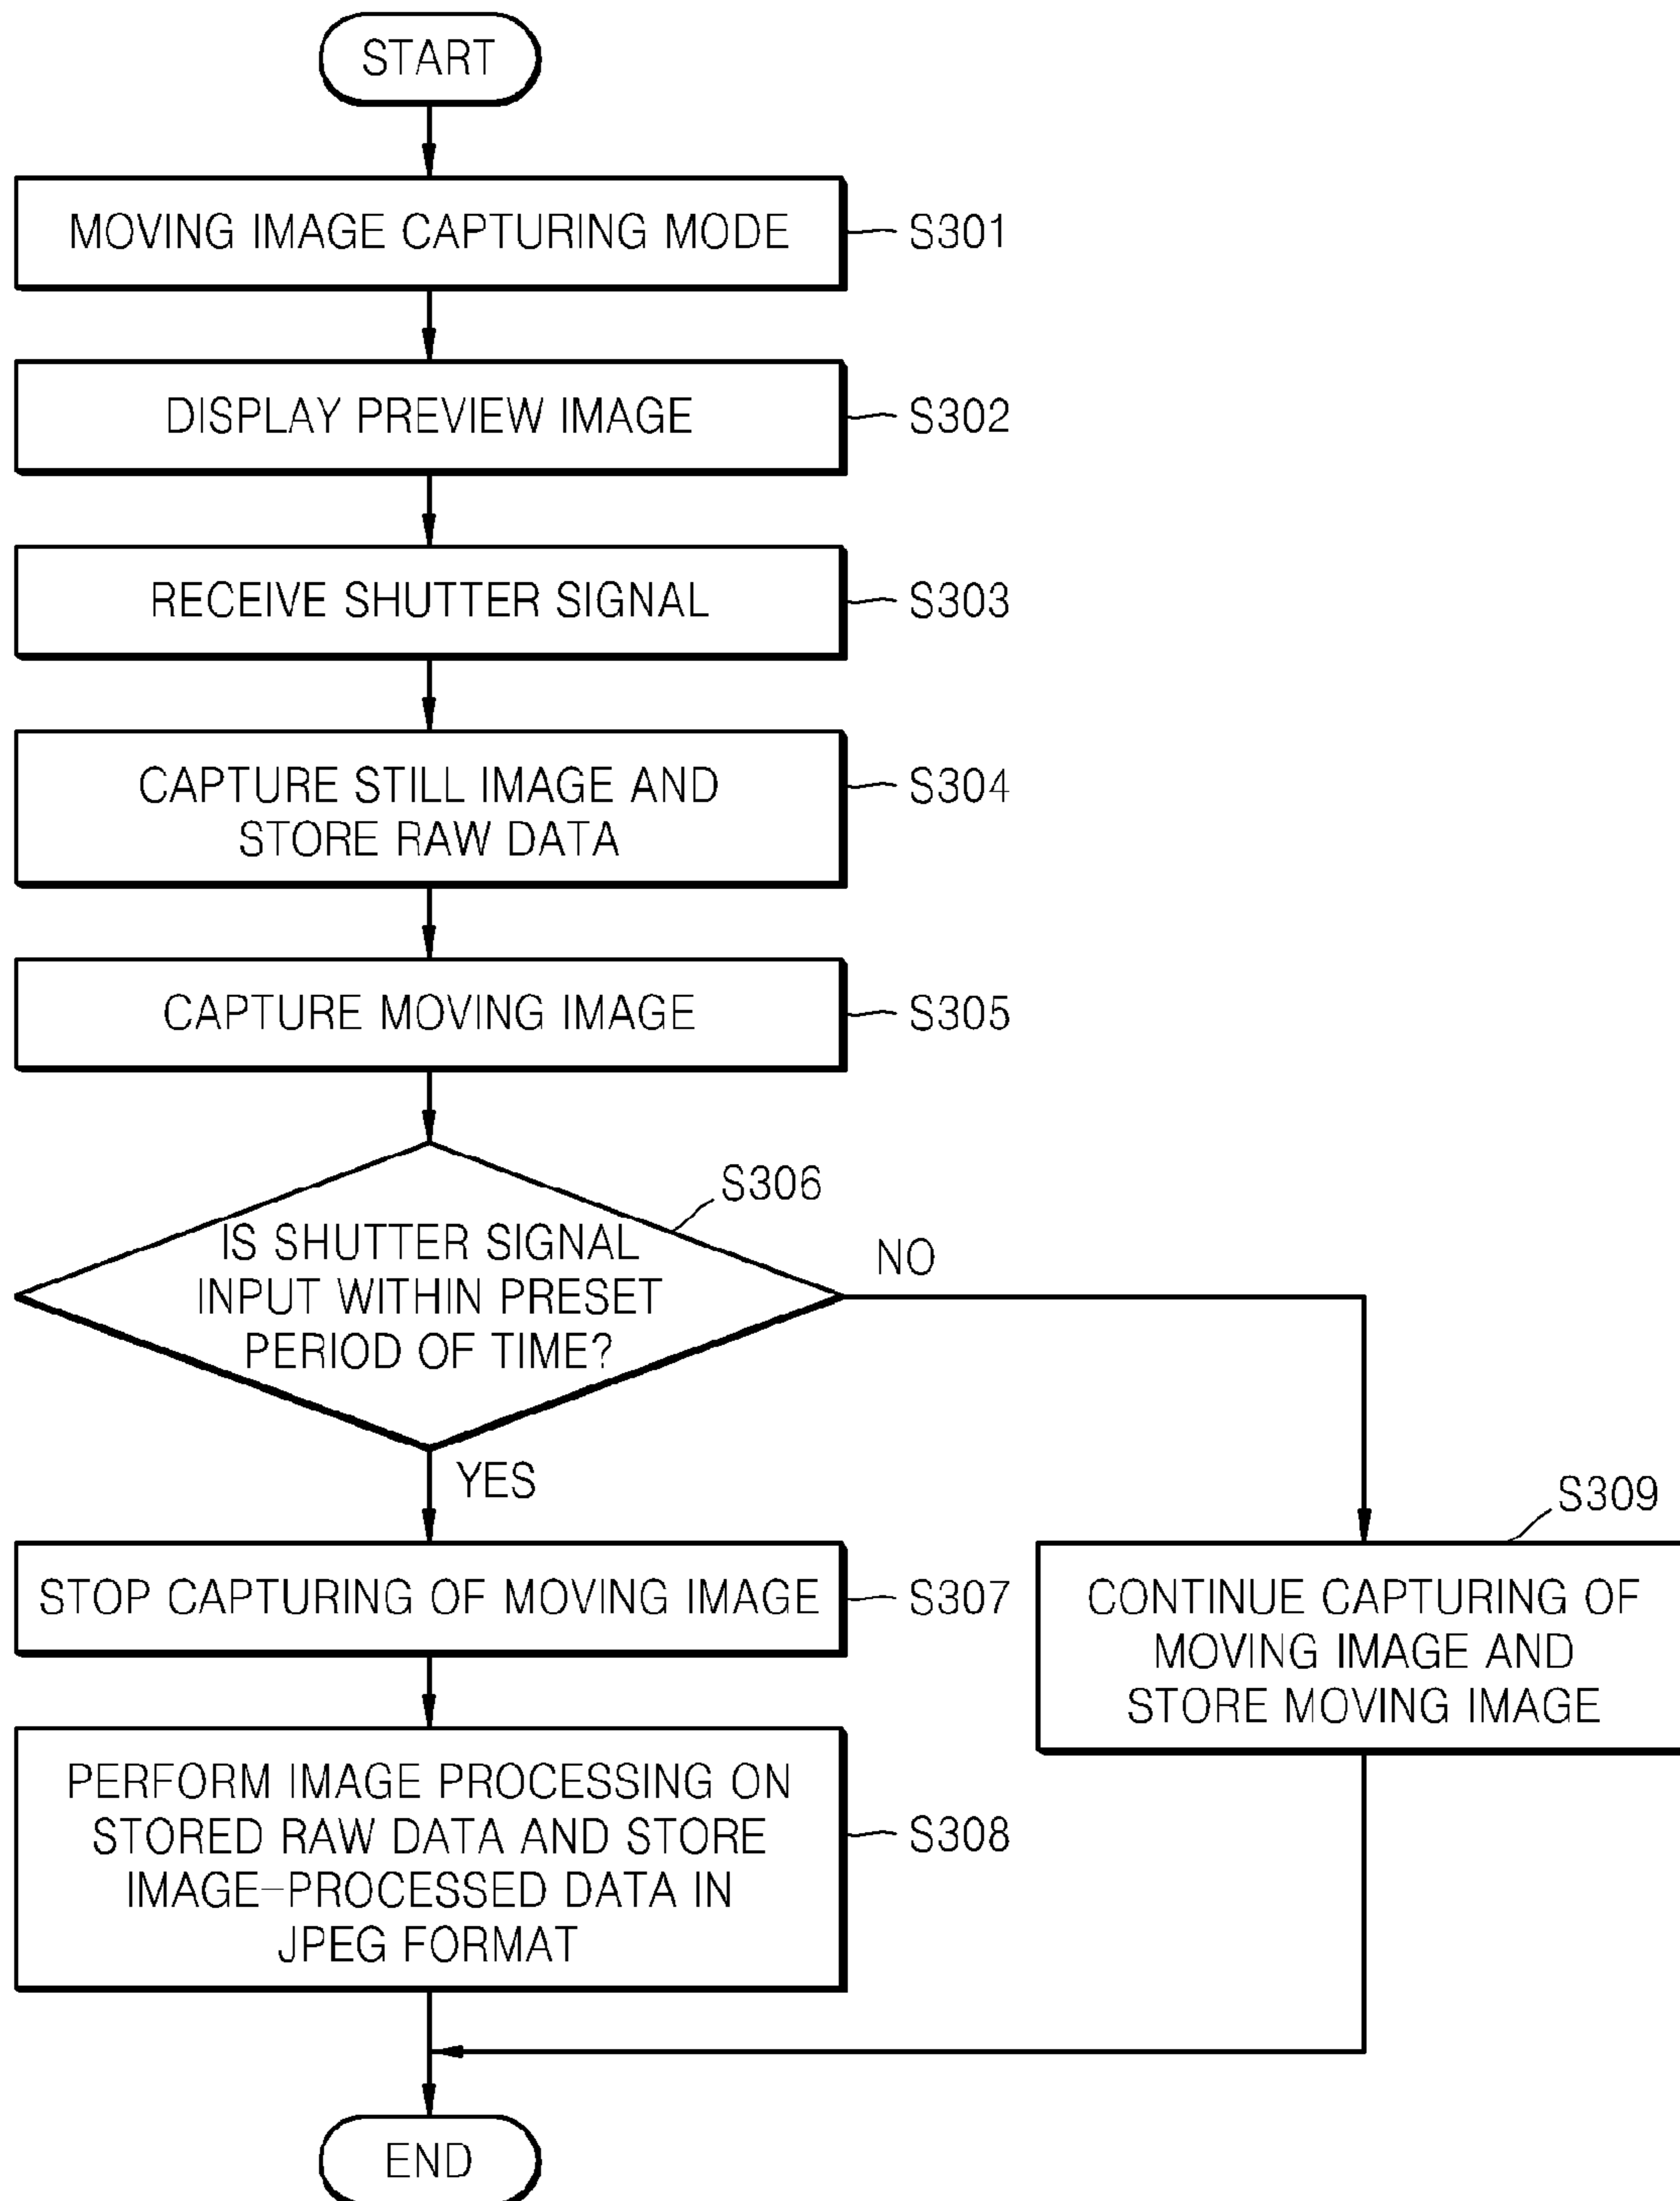 START
MOVING IMAGE CAPTURING MODE
S301
DISPLAY PREVIEW IMAGE
S302
RECEIVE SHUTTER SIGNAL
S303
CAPTURE STILL IMAGE AND
STORE RAW DATA
S304
CAPTURE MOVING IMAGE
S305
S306
IS SHUTTER SIGNAL
INPUT WITHIN PRESET
PERIOD OF TIME?
NO
YES
STOP CAPTURING OF MOVING IMAGE
S307
S309
CONTINUE CAPTURING OF
MOVING IMAGE AND
STORE MOVING IMAGE
PERFORM IMAGE PROCESSING ON
STORED RAW DATA AND STORE
IMAGE-PROCESSED DATA IN
JPEG FORMAT
S308
END